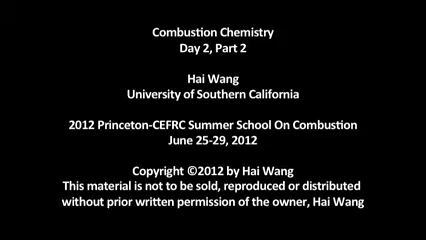 Combustion Chemistry
Day 2, Part 2
Hai Wang
University of Southern California
2012 Princeton-CEFRC Summer School On Combustion
June 25-29, 2012
Copyright ©2012 by Hai Wang
This material is not to be sold, reproduced or distributed
without prior written permission of the owner, Hai Wang